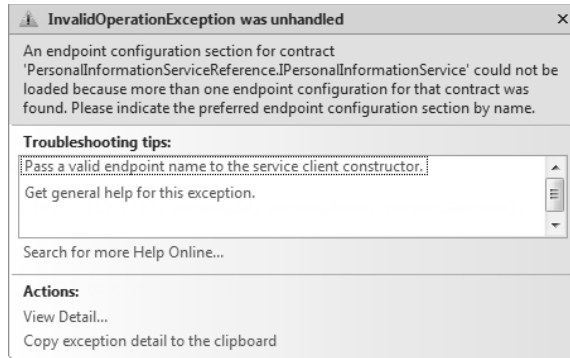 InvalidOperationException was unhandled
An endpoint configuration section for contract
'PersonalInformationServiceReference.IPersonalInformationService' could not be
loaded because more than one endpoint configuration for that contract was
found. Please indicate the preferred endpoint configuration section by name.
Troubleshooting tips:
Pass a valid endpoint name to the service client constructor.
Get general help for this exception.
Search for more Help Online...
Actions:
View Detail...
Copy exception detail to the clipboard